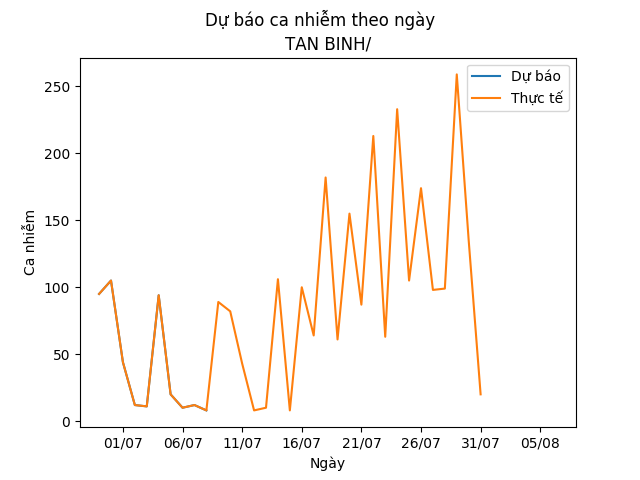 Dự báo ca nhiễm theo ngày
TAN BINH/
Dự báo
Thực tế
Ca nhiễm
250
200
150
100
50
0
01/07 06/07 11/07 16/07 21/07 26/07 31/07 05/08
Ngày